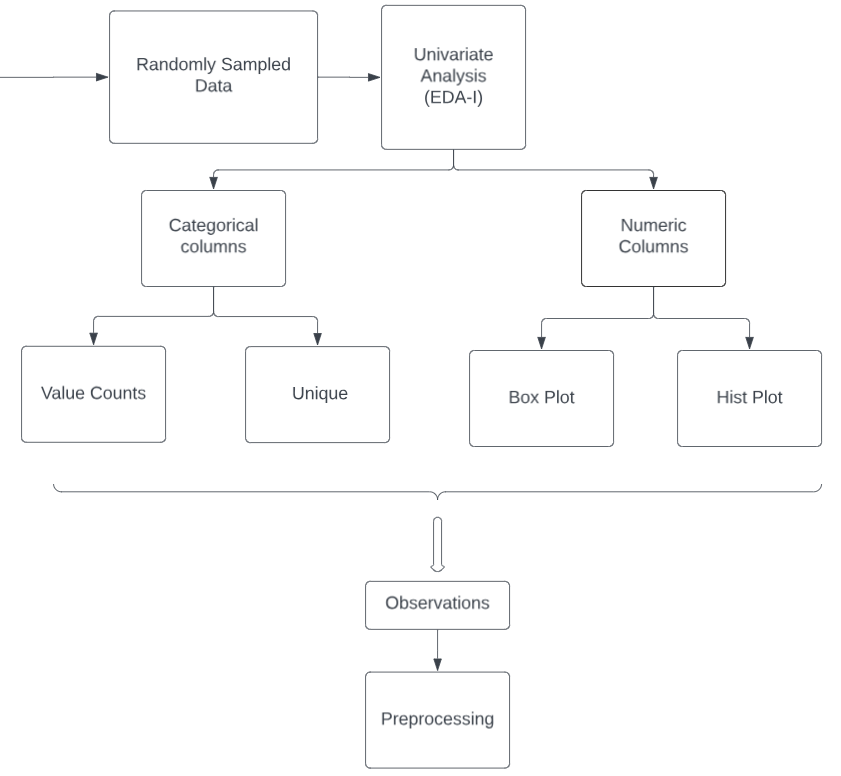 Randomly Sampled
Data
Univariate
Analysis
(EDA-I)
Categorical
columns
Numeric
Columns
Value Counts
Unique
Box Plot
Hist Plot
Observations
Preprocessing